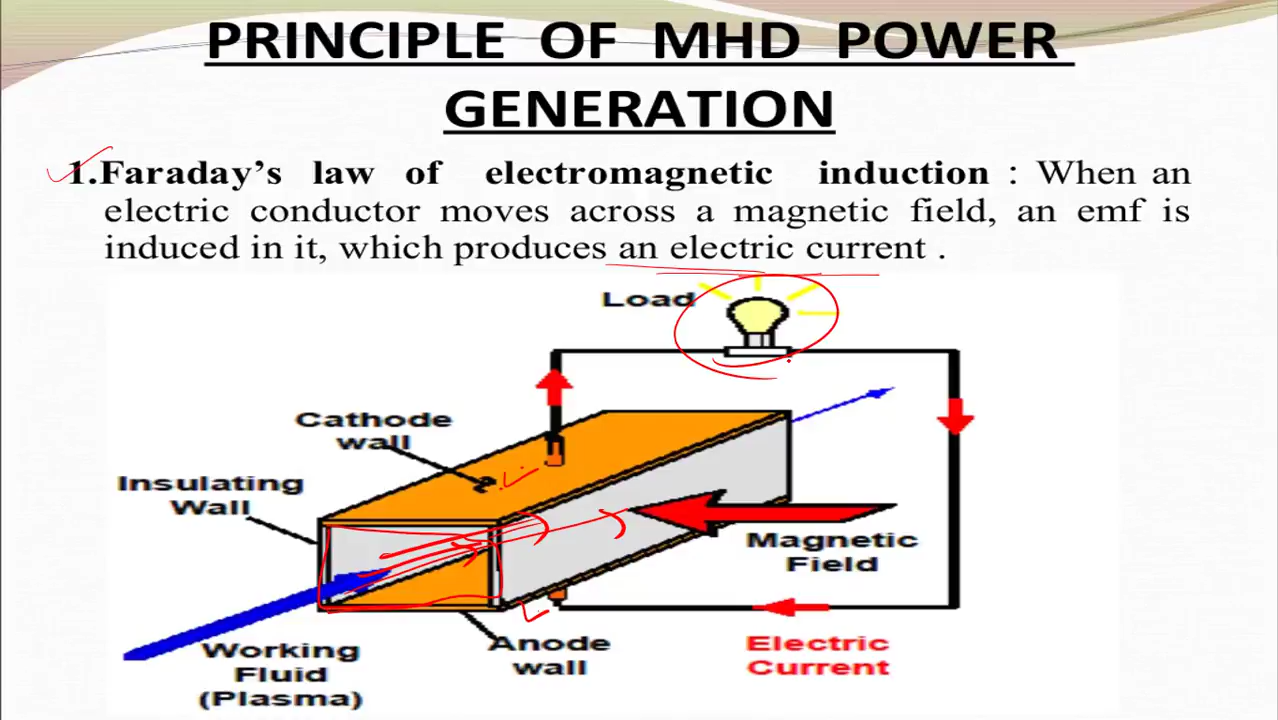 PRINCIPLE OF MHD POWER
GENERATION
1.Faraday's law of electromagnetic induction : When an
electric conductor moves across a magnetic field, an emf is
induced in it, which produces an electric current .
Load
Cathode
wall
Insulating
Wall
Magnetic
Field
Working
Fluid
(Plasma)
Anode
wall
Electric
Current